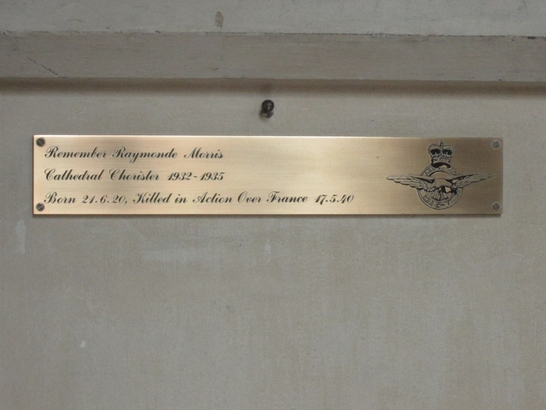 Remember Raymonde Morris
Cathedral Chorister 1932-1935
Born 21.6.20, Killed in Action Over France 17.5.40